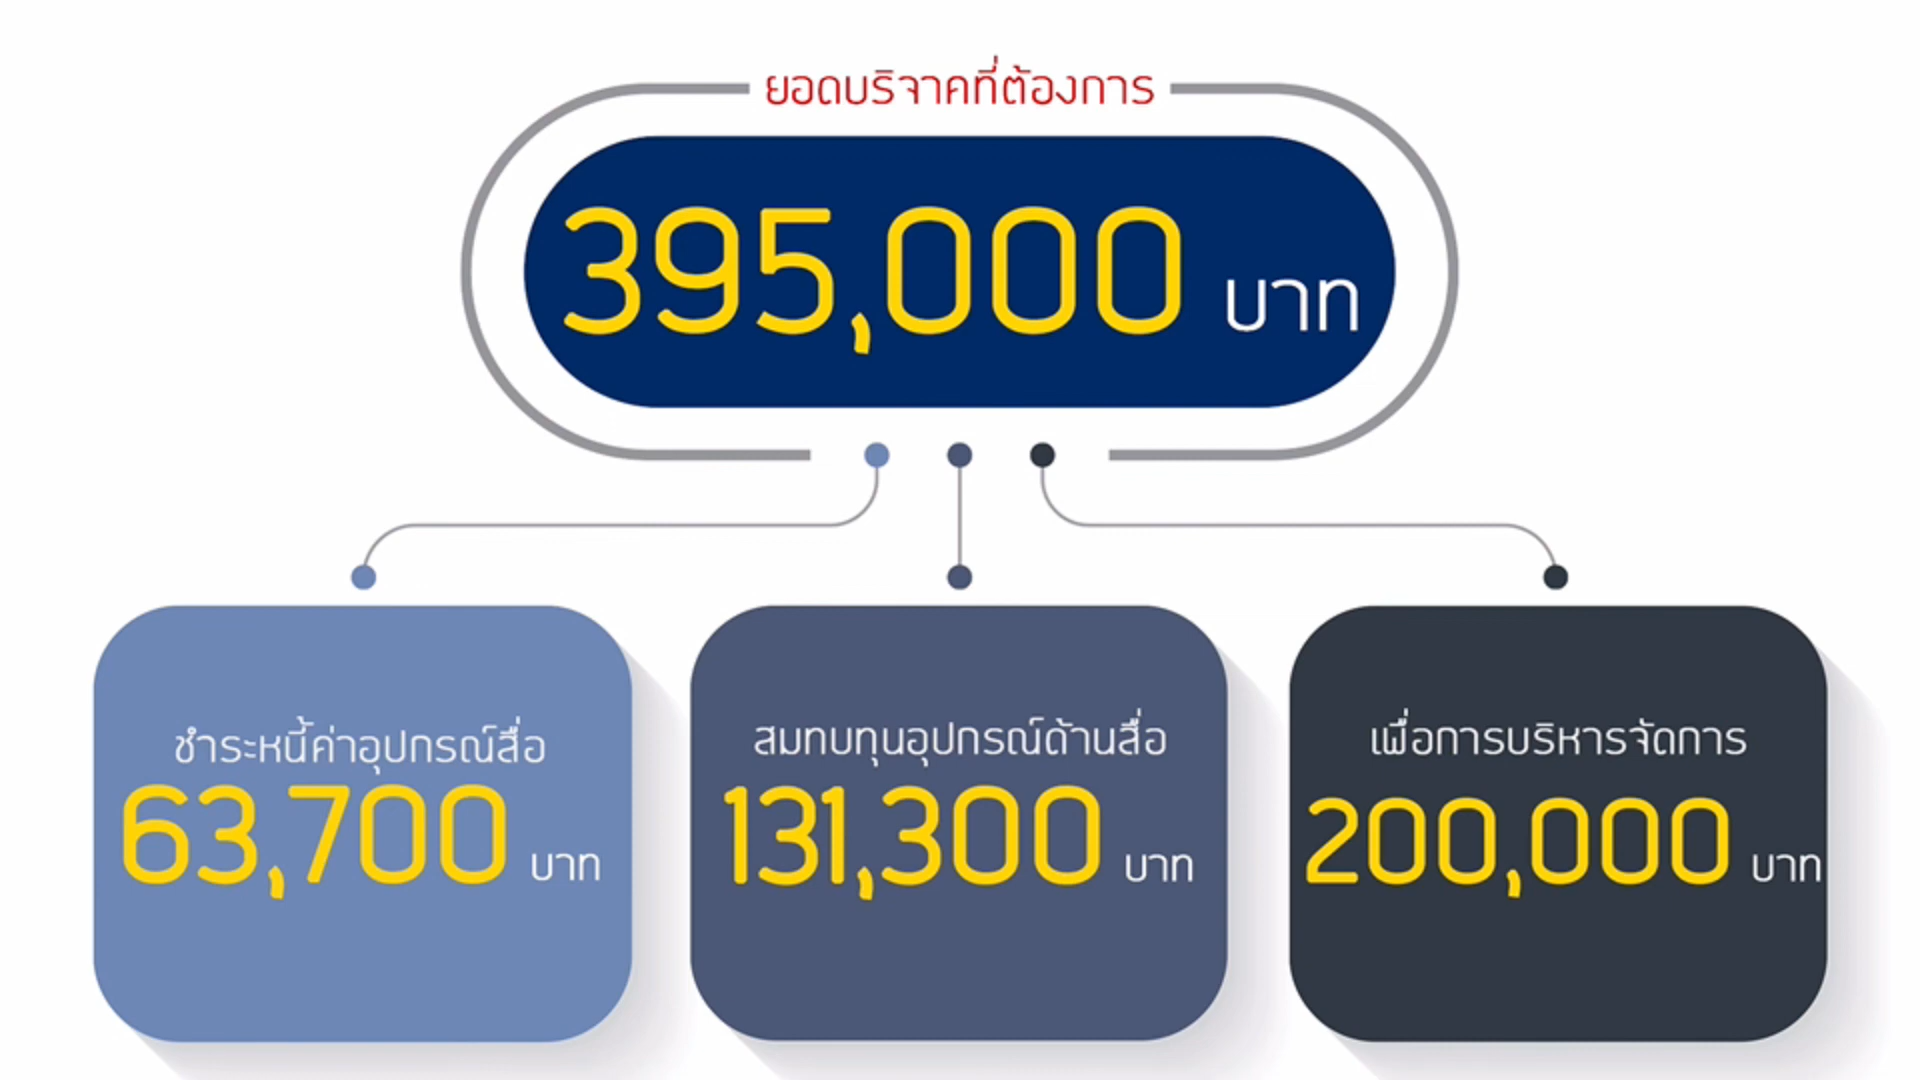 ยอดบริจาคที่ต้องการ
395,000 บาท
ชำระหนี้ค่าอุปกรณ์สื่อ
63,700 บาท
สมทบทุนอุปกรณ์ด้านสื่อ
131,300 บาท
เพื่อการบริหารจัดการ
200,000 บาท